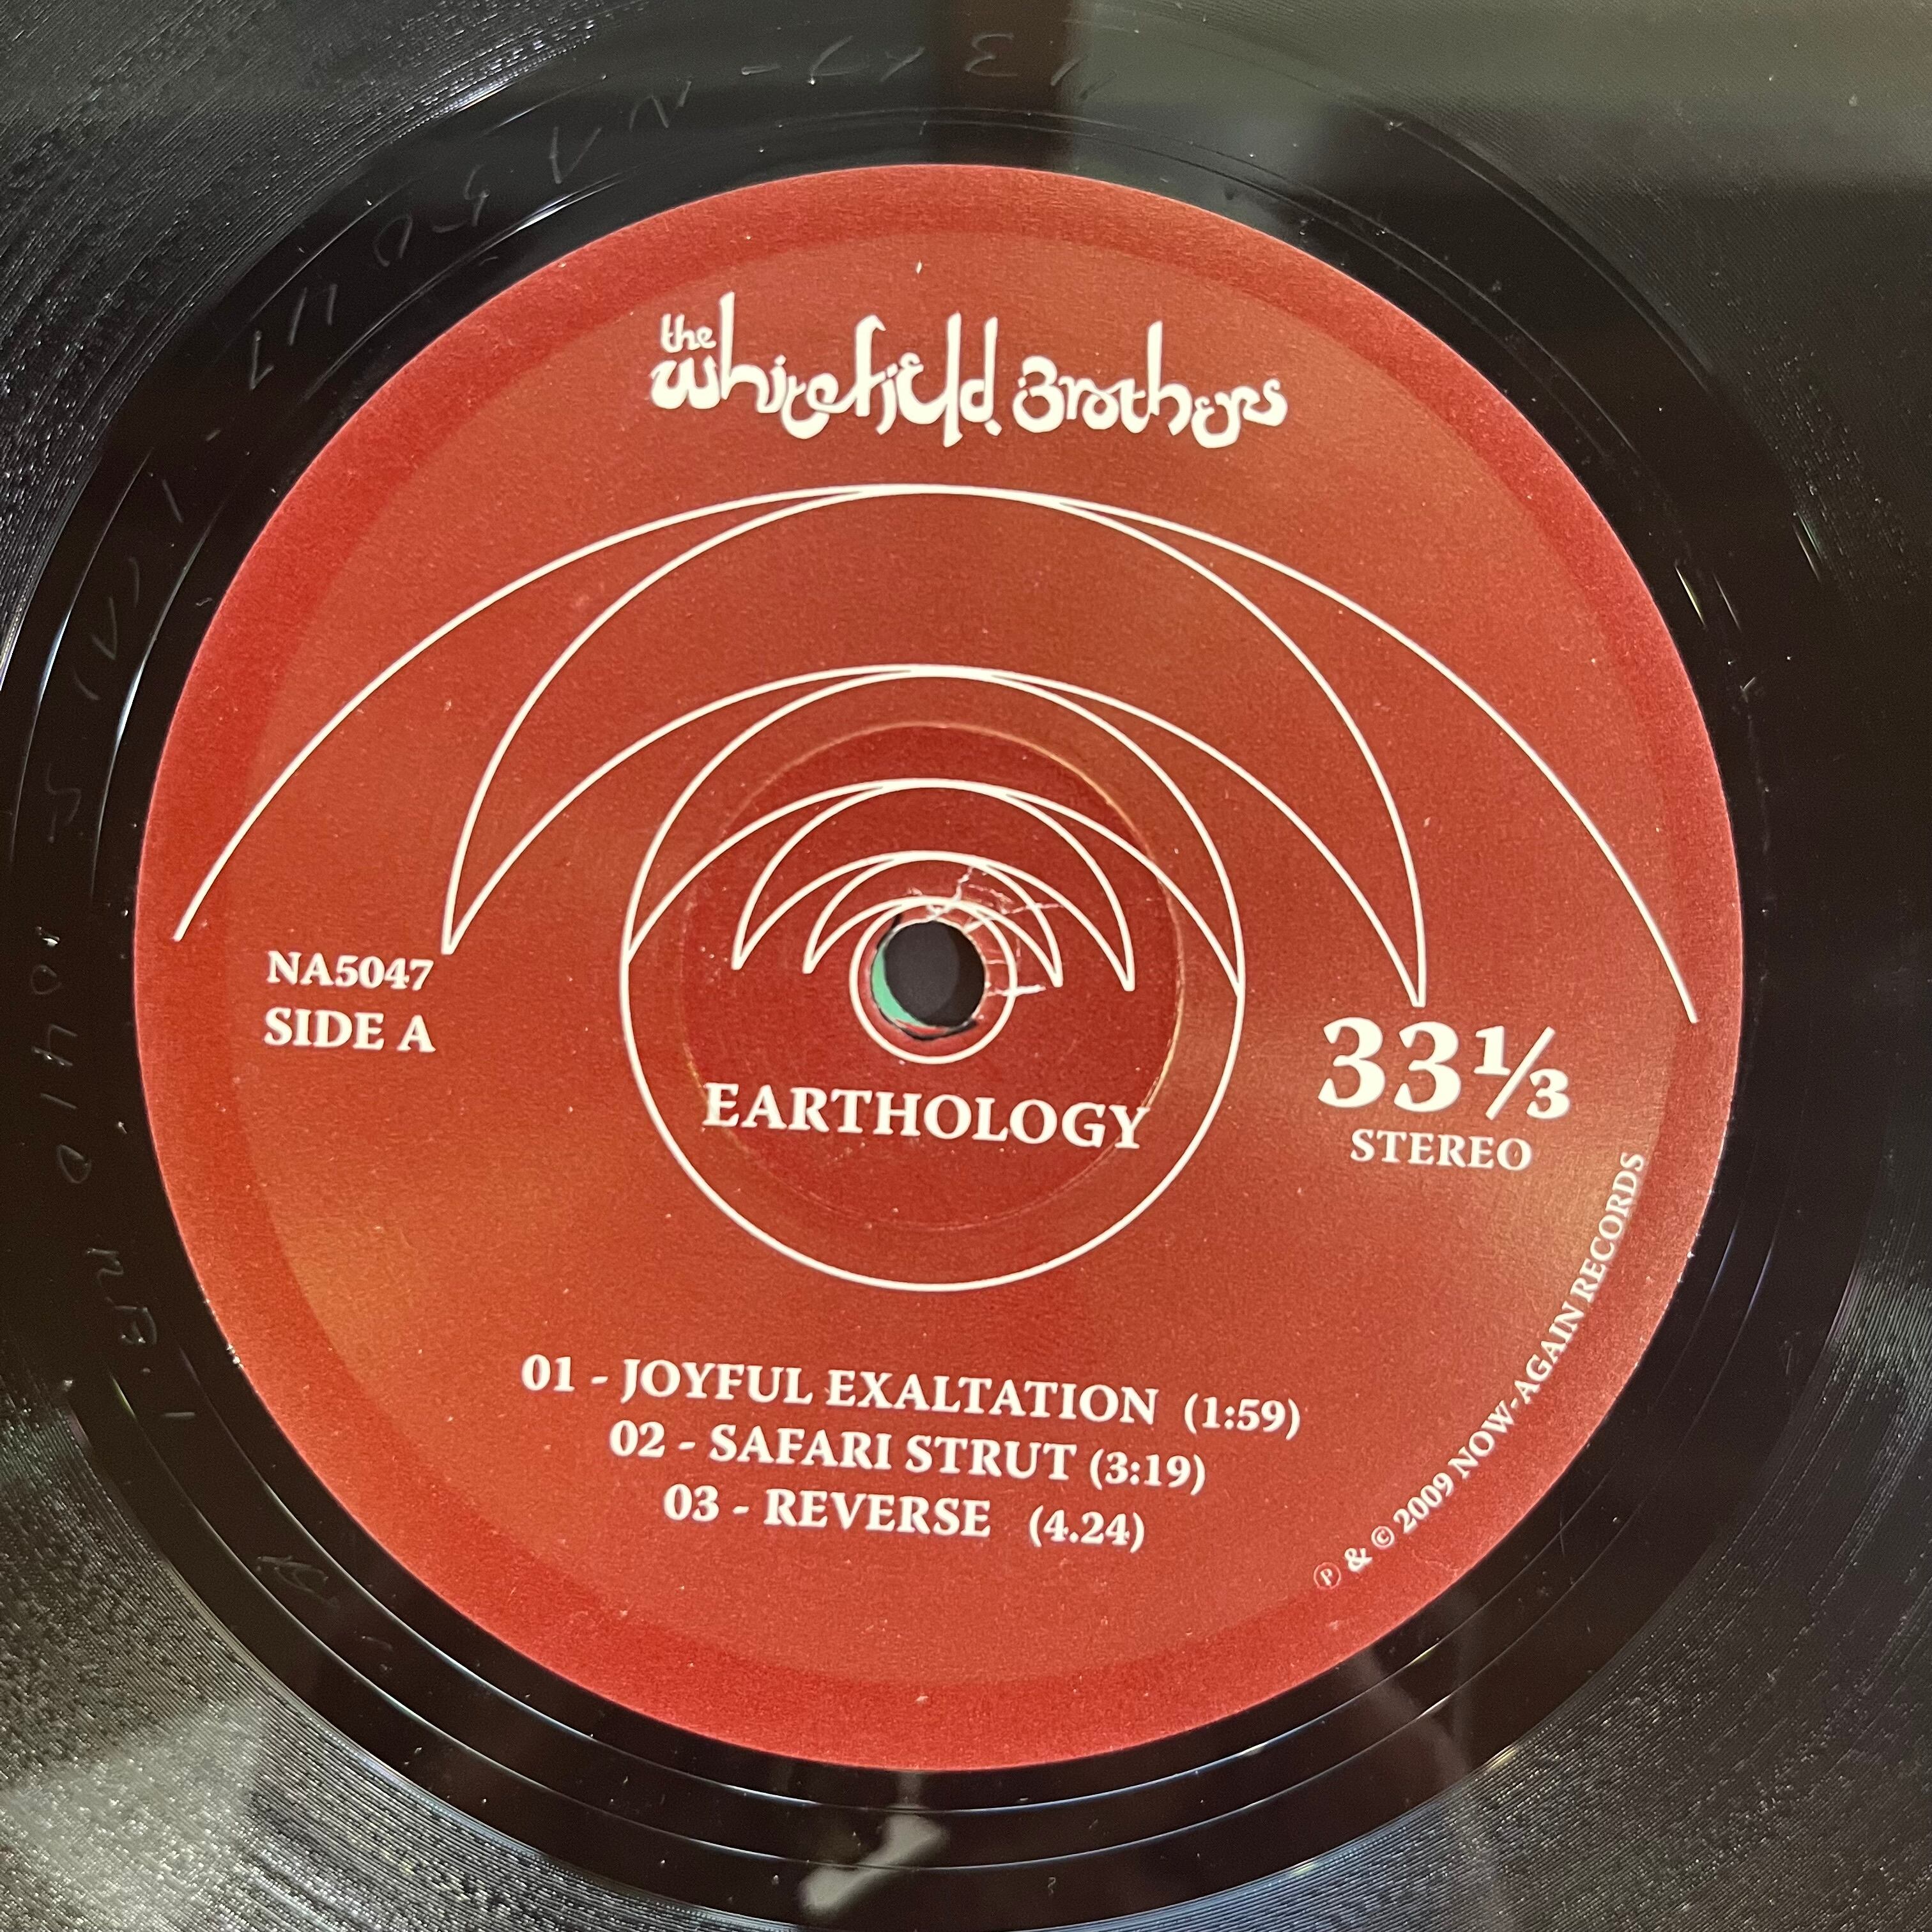 the
Whitefield Brothers
NA5047
SIDE A
EARTHOLOGY
33⅓
STEREO
01 - JOYFUL EXALTATION (1:59)
02 - SAFARI STRUT (3:19)
03 - REVERSE (4.24)
℗ & © 2009 NOW-AGAIN RECORDS